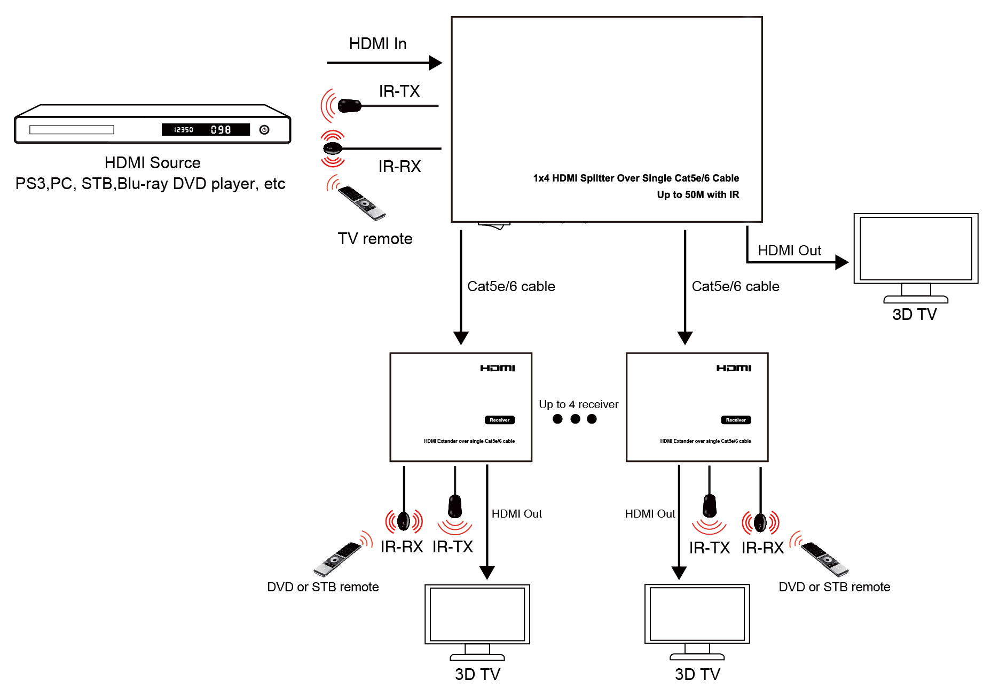 HDMI In
IR-TX
12350 098
HDMI Source
PS3,PC, STB,Blu-ray DVD player, etc
IR-RX
TV remote
1x4 HDMI Splitter Over Single Cat5e/6 Cable
Up to 50M with IR
HDMI Out
3D TV
Cat5e/6 cable
Cat5e/6 cable
HDMI
Receiver
HDMI Extender over single Cat5e/6 cable
Up to 4 receiver
HDMI
Receiver
HDMI Extender over single Cat5e/6 cable
IR-RX
IR-TX
HDMI Out
DVD or STB remote
3D TV
HDMI Out
IR-TX
IR-RX
DVD or STB remote
3D TV